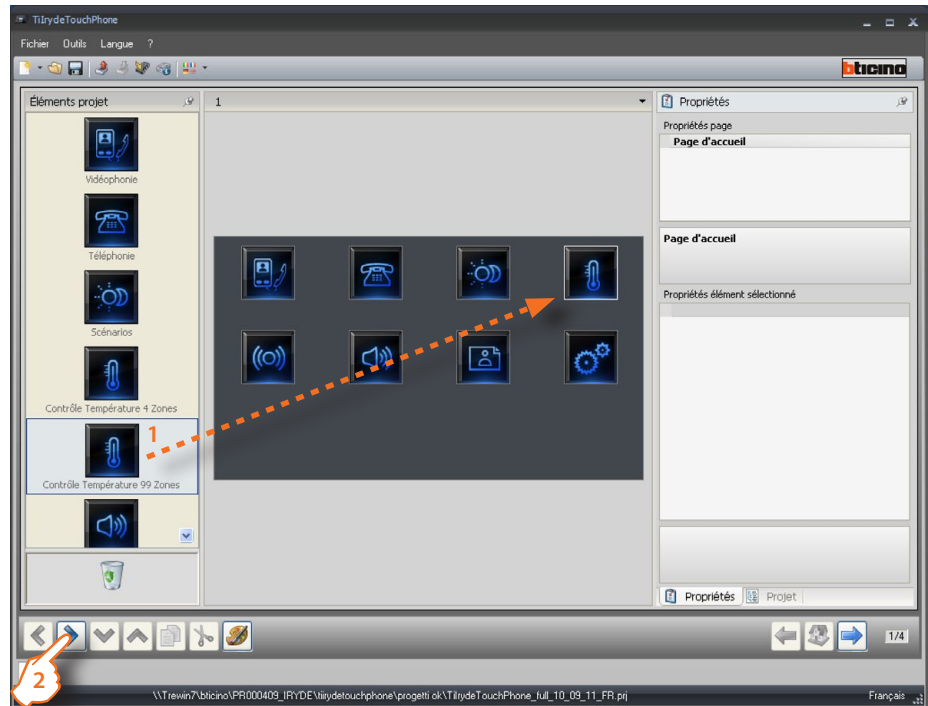 TiIrydeTouchPhone
Fichier Outils Langue ?
bticino
Éléments projet
1
Propriétés
Vidéophonie
Téléphonie
Scénarios
Contrôle Température 4 Zones
Contrôle Température 99 Zones
1
Propriétés page
Page d'accueil
Page d'accueil
Propriétés élément sélectionné
Propriétés Projet
1/4
2
\\Trewin7\bticino\PR000409_IRYDE\tiirydetouchphone\progetti ok\TiIrydeTouchPhone_full_10_09_11_FR.prj
Français